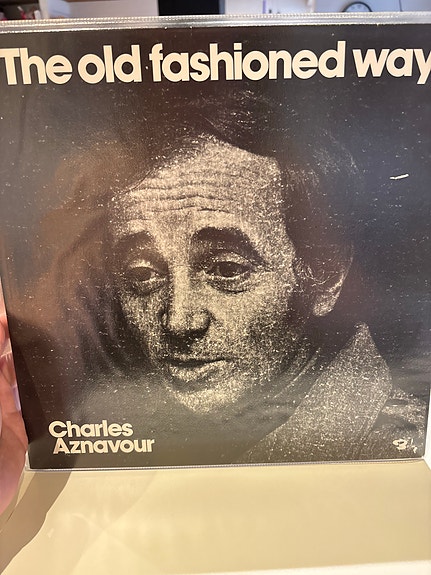 The old fashioned way
Charles
Aznavour